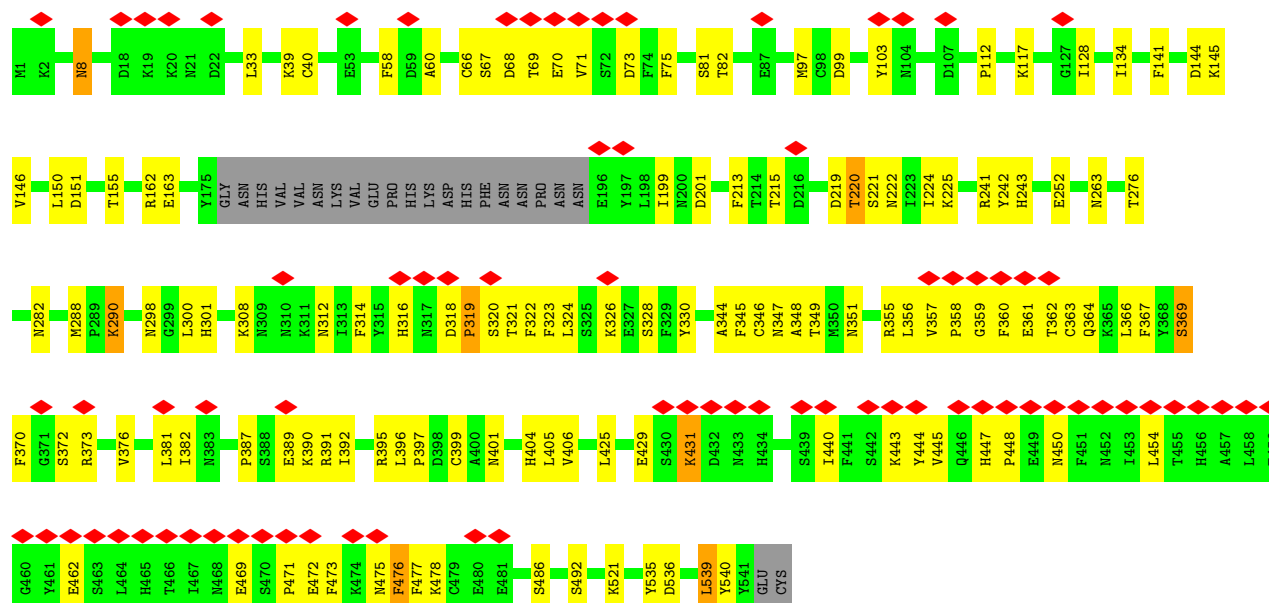 M1 K2 N8 D18 K19 K20 N21 D22 L33 K39 C40 E53 F58 D59 A60 C66 S67 D68 T69 E70 V71 S72 D73 F74 F75 S81 T82 E87 M97 C98 D99 Y103 N104 D107 P112 K117 G127 I128 I134 F141 D144 K145
V146 L150 D151 T155 R162 E163 Y175 GLY ASN HIS VAL VAL ASN LYS VAL GLU PRO HIS LYS ASP HIS PHE ASN ASN PRO ASN ASN E196 Y197 L198 I199 N200 D201 F213 T214 T215 D216 D219 T220 S221 N222 I223 I224 K225 R241 Y242 H243 E252 N263 T276
N282 M288 P289 K290 N298 G299 L300 H301 K308 N309 N310 K311 N312 I313 F314 Y315 H316 N317 D318 P319 S320 T321 F322 F323 L324 S325 K326 E327 S328 F329 Y330 A344 F345 C346 N347 A348 T349 M350 N351 R355 L356 V357 P358 G359 F360 E361 T362 C363 Q364 K365 L366 F367 Y368 S369
F370 G371 S372 R373 V376 L381 I382 N383 P387 S388 E389 K390 R391 I392 R395 L396 P397 D398 C399 A400 N401 H404 L405 V406 L425 E429 S430 K431 D432 N433 H434 S439 I440 F441 S442 K443 Y444 V445 Q446 H447 P448 E449 N450 F451 N452 I453 L454 T455 H456 A457 L458
G460 Y461 E462 S463 L464 H465 T466 I467 N468 E469 S470 P471 E472 F473 K474 N475 F476 F477 K478 C479 E480 E481 S486 S492 K521 Y535 D536 L539 Y540 Y541 GLU CYS